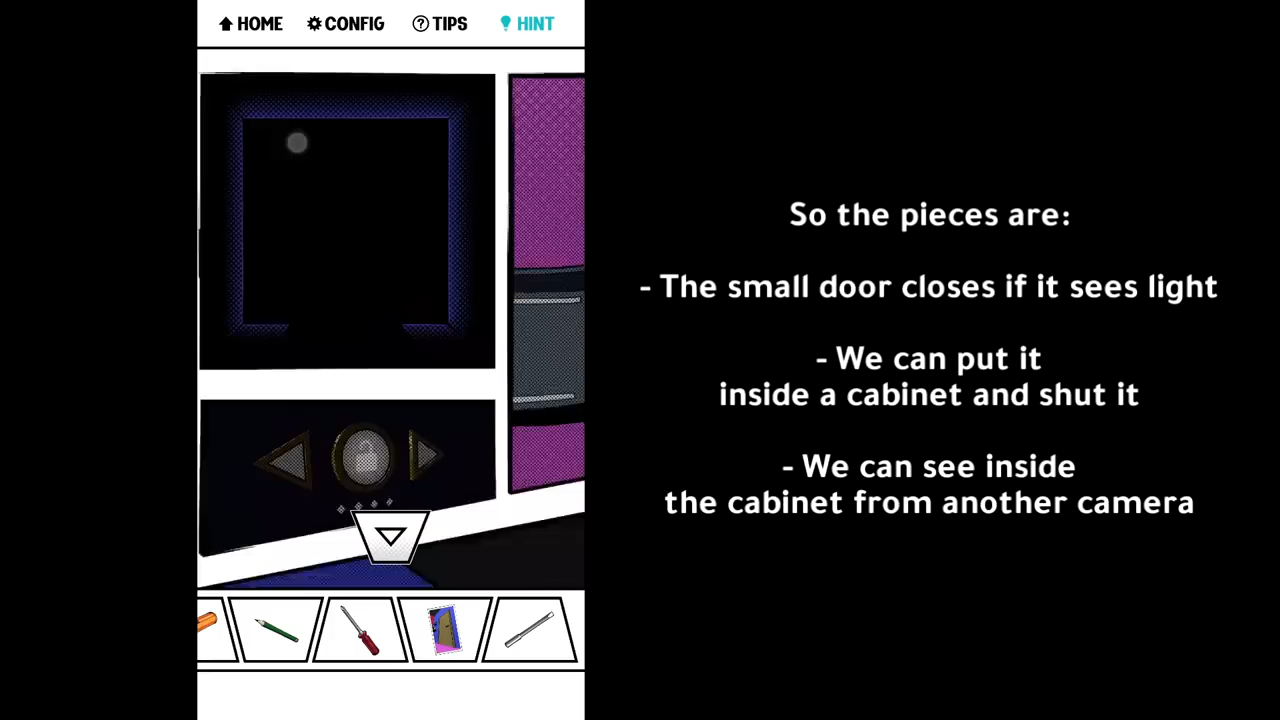 HOME CONFIG TIPS HINT
So the pieces are:
- The small door closes if it sees light
- We can put it
inside a cabinet and shut it
- We can see inside
the cabinet from another camera